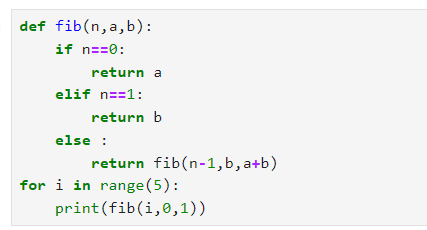 def fib(n,a,b):
    if n==0:
        return a
    elif n==1:
        return b
    else :
        return fib(n-1,b,a+b)
for i in range(5):
    print(fib(i,0,1))